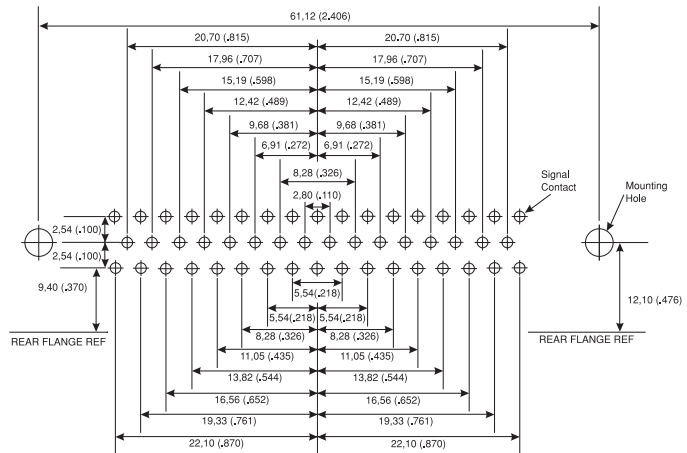 61,12 (2.406)
20,70 (.815) 20.70 (.815)
17,96 (.707) 17,96 (.707)
15,19 (.598) 15,19 (.598)
12,42 (.489) 12,42 (.489)
9,68 (.381) 9,68 (.381)
6,91 (.272) 6,91 (.272)
8,28 (.326)
2,80 (.110)
Signal
Contact
Mounting
Hole
2,54 (.100)
2,54 (.100)
9,40 (.370)
12,10 (.476)
5,54 (.218)
5,54(.218) 5,54(.218)
8,28 (.326) 8,28 (.326)
REAR FLANGE REF REAR FLANGE REF
11,05 (.435) 11,05 (.435)
13,82 (.544) 13,82 (.544)
16,56 (.652) 16,56 (.652)
19,33 (.761) 19,33 (.761)
22,10 (.870) 22,10 (.870)